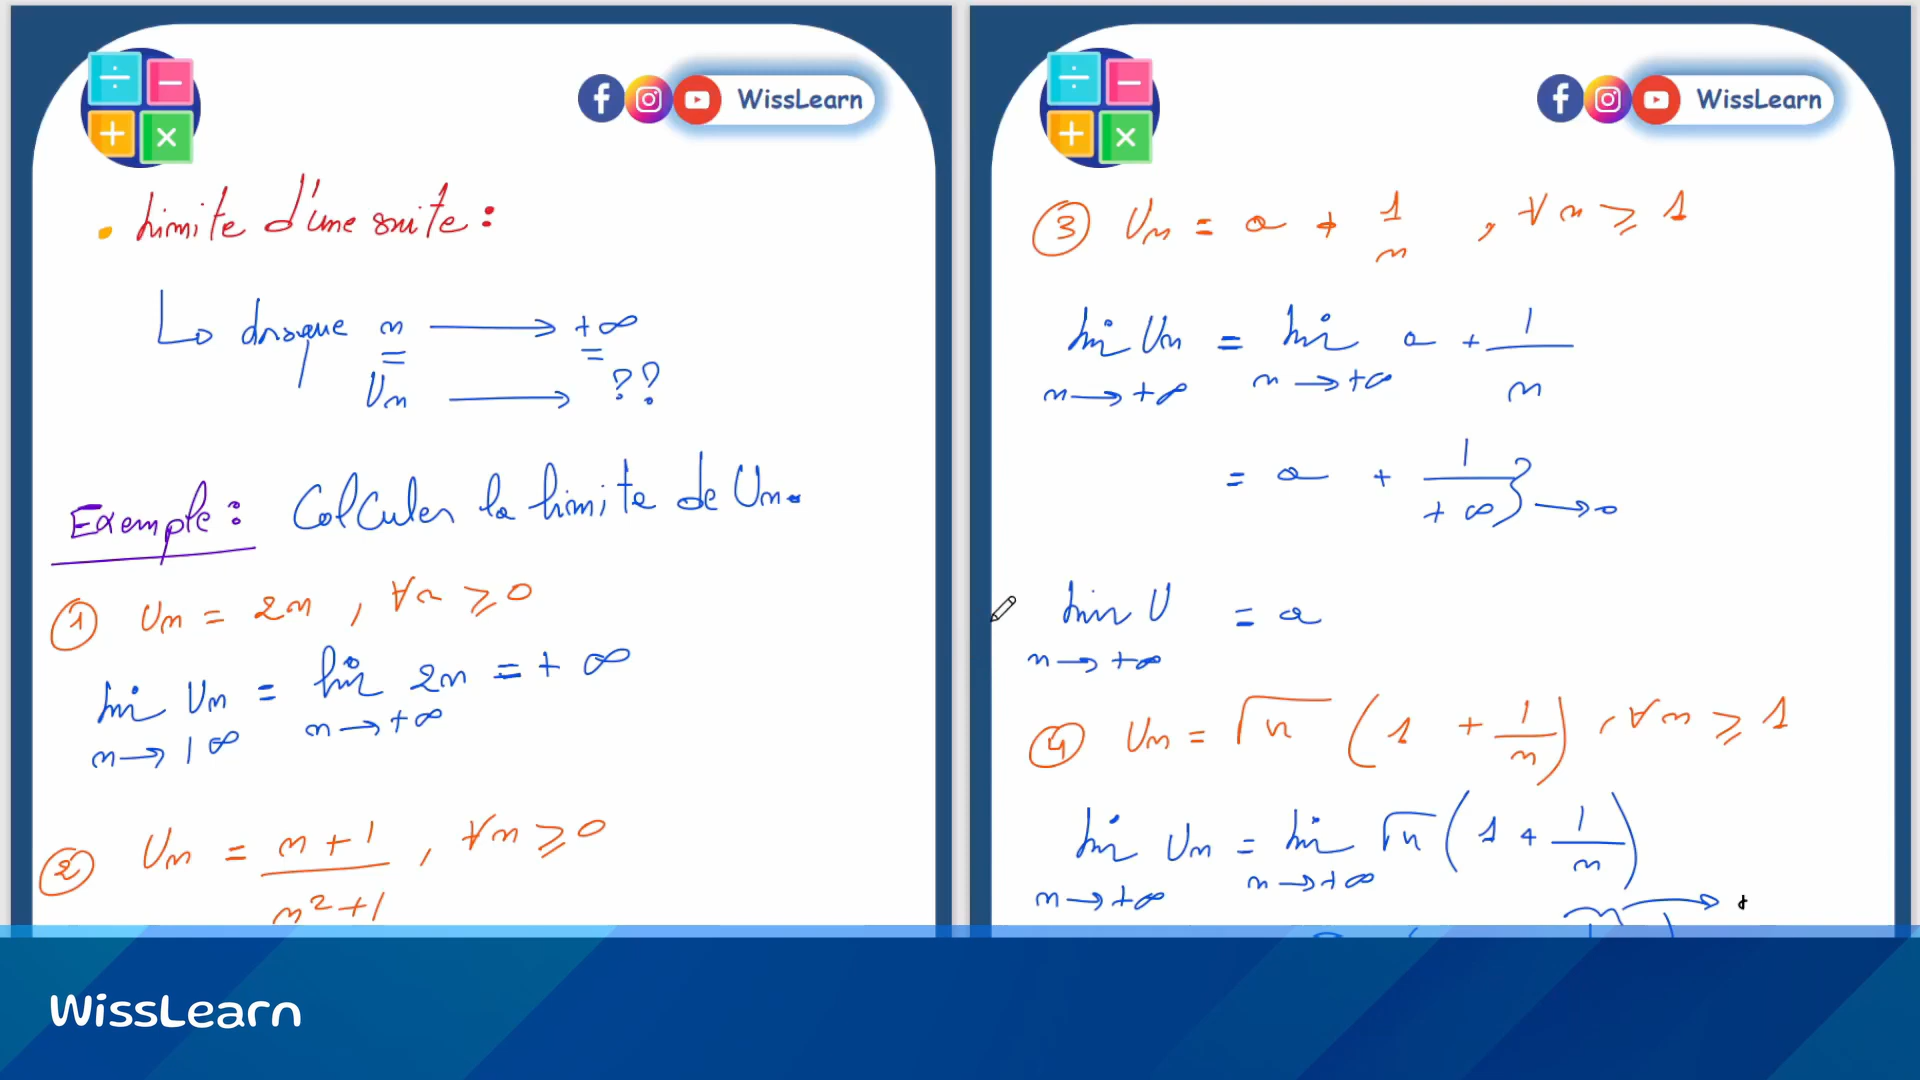 WissLearn
• Limite d'une suite :
↳ Lorsque n → +∞
Un → ??
Exemple : Calculer la limite de Un.
① Un = 2n , ∀n ≥ 0
lim Un = lim 2n = + ∞
n → +∞ n → +∞
② Un = n + 1 / n² + 1 , ∀n ≥ 0
WissLearn
③ Un = a + 1/n , ∀n ≥ 1
lim Un = lim a + 1/n
n → +∞ n → +∞
= a + 1/+∞ } → 0
lim U = a
n → +∞
④ Un = √n ( 1 + 1/n ) , ∀n ≥ 1
lim Un = lim √n ( 1 + 1/n )
n → +∞ n → +∞
WissLearn